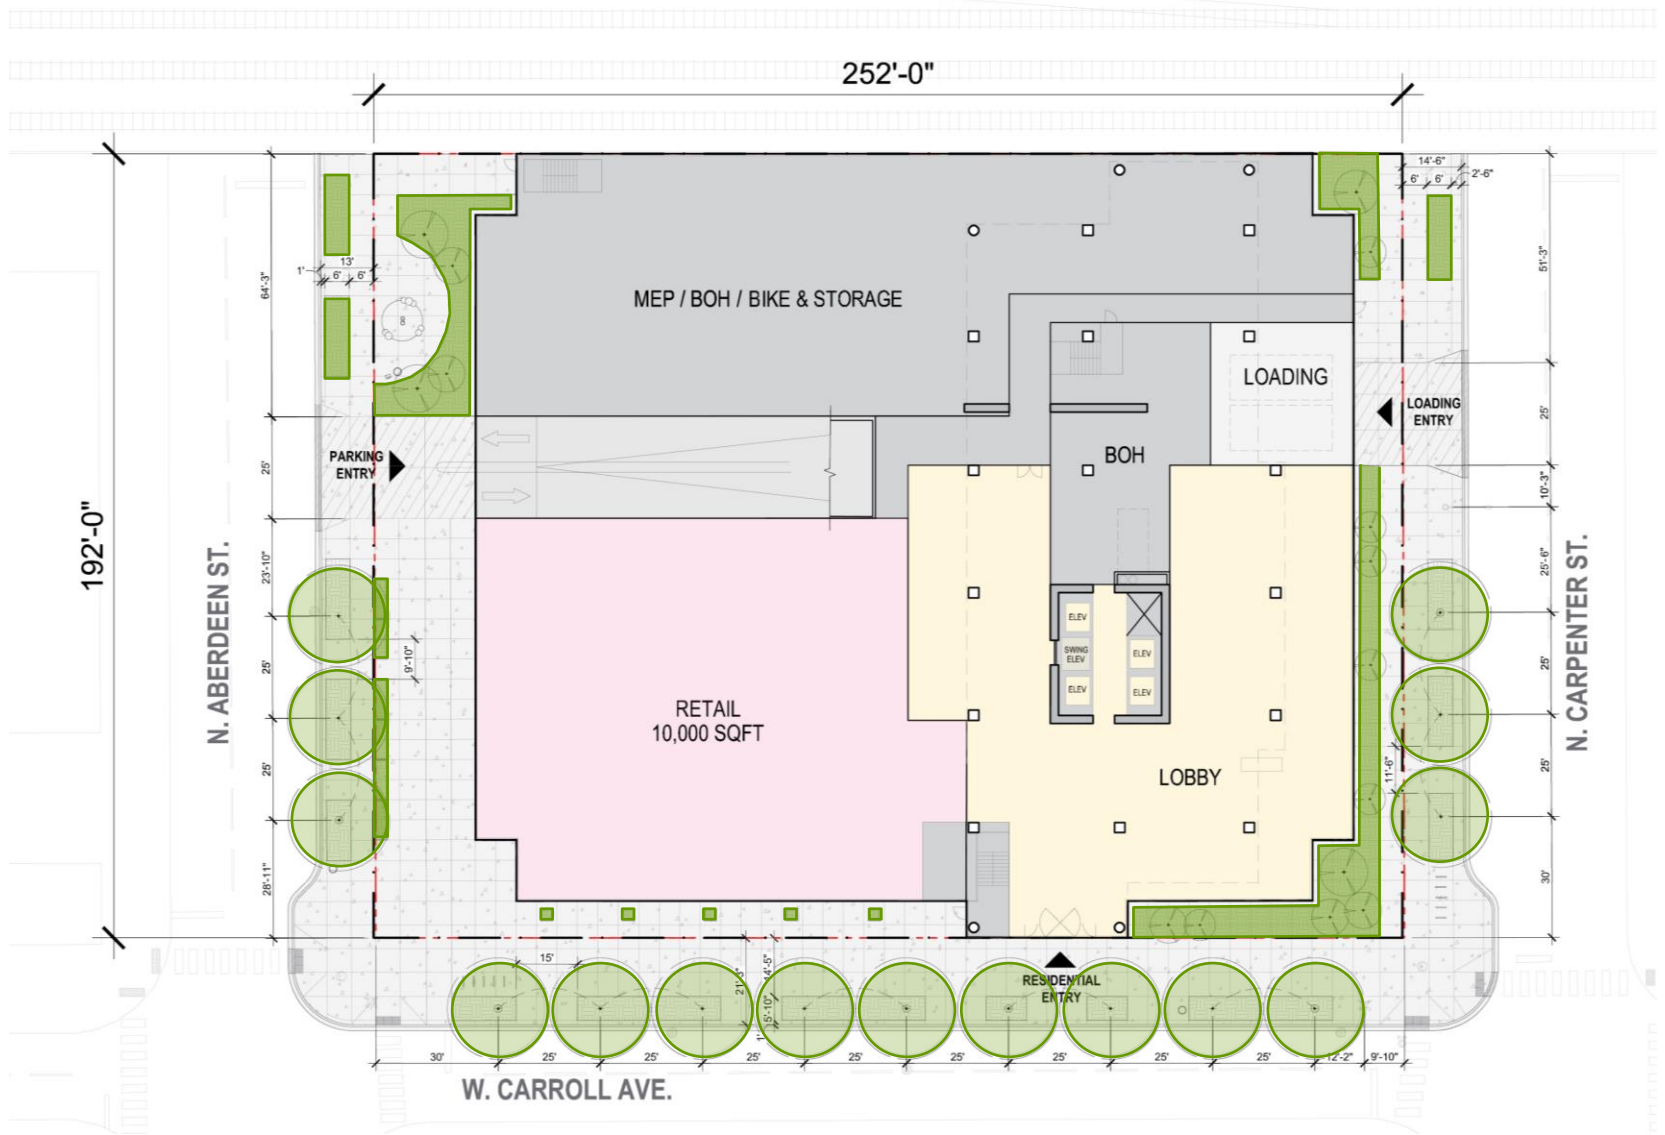 252'-0"
14'-6"
6'
6'
2'-6"
13'
1'
6'
6'
64'-3"
51'-3"
MEP / BOH / BIKE & STORAGE
LOADING
LOADING
ENTRY
25'
BOH
PARKING
ENTRY
25'
10'-3"
192'-0"
N. ABERDEEN ST.
23'-10"
25'-6"
N. CARPENTER ST.
ELEV
SWING
ELEV
ELEV
ELEV
ELEV
9'-10"
25'
25'
RETAIL
10,000 SQFT
LOBBY
25'
25'
11'-6"
28'-11"
30'
15'
21'-3"
14'-5"
5'-10"
1'
RESIDENTIAL
ENTRY
30'
25'
25'
25'
25'
25'
25'
25'
25'
12'-2"
9'-10"
W. CARROLL AVE.